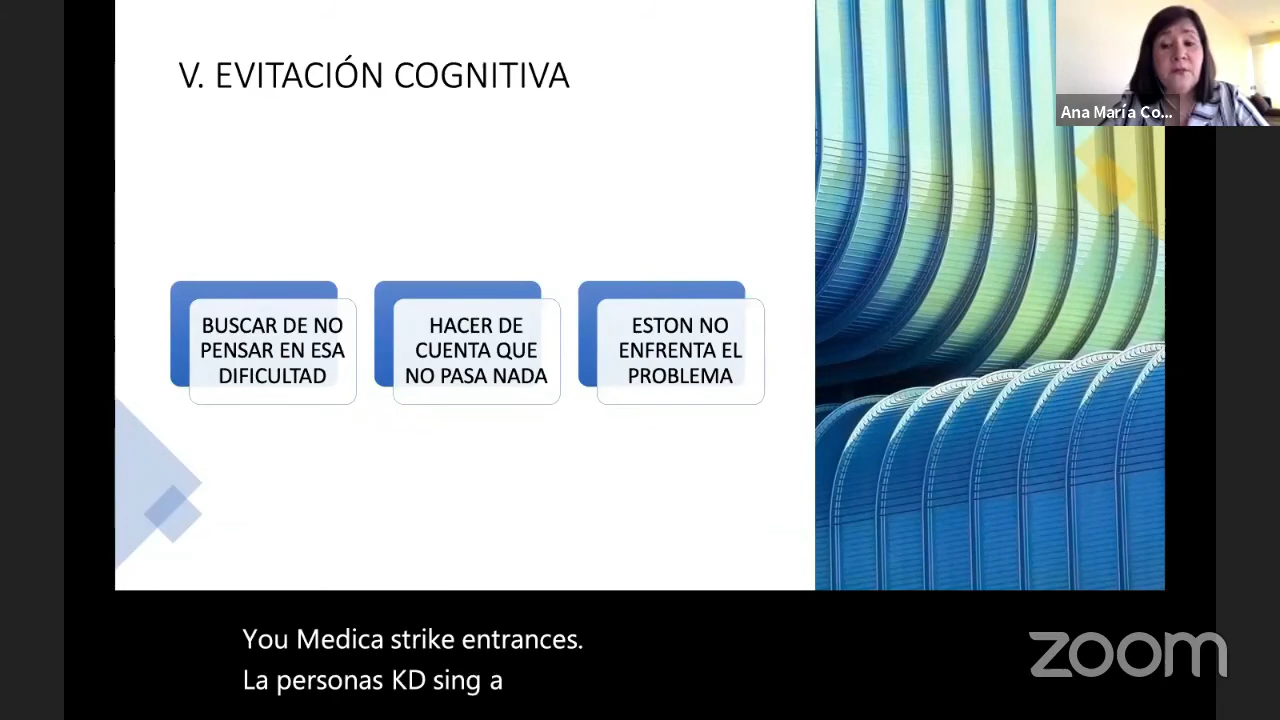 V. EVITACIÓN COGNITIVA
Ana María Co...
BUSCAR DE NO
PENSAR EN ESA
DIFICULTAD
HACER DE
CUENTA QUE
NO PASA NADA
ESTON NO
ENFRENTA EL
PROBLEMA
You Medica strike entrances.
La personas KD sing a
zoom